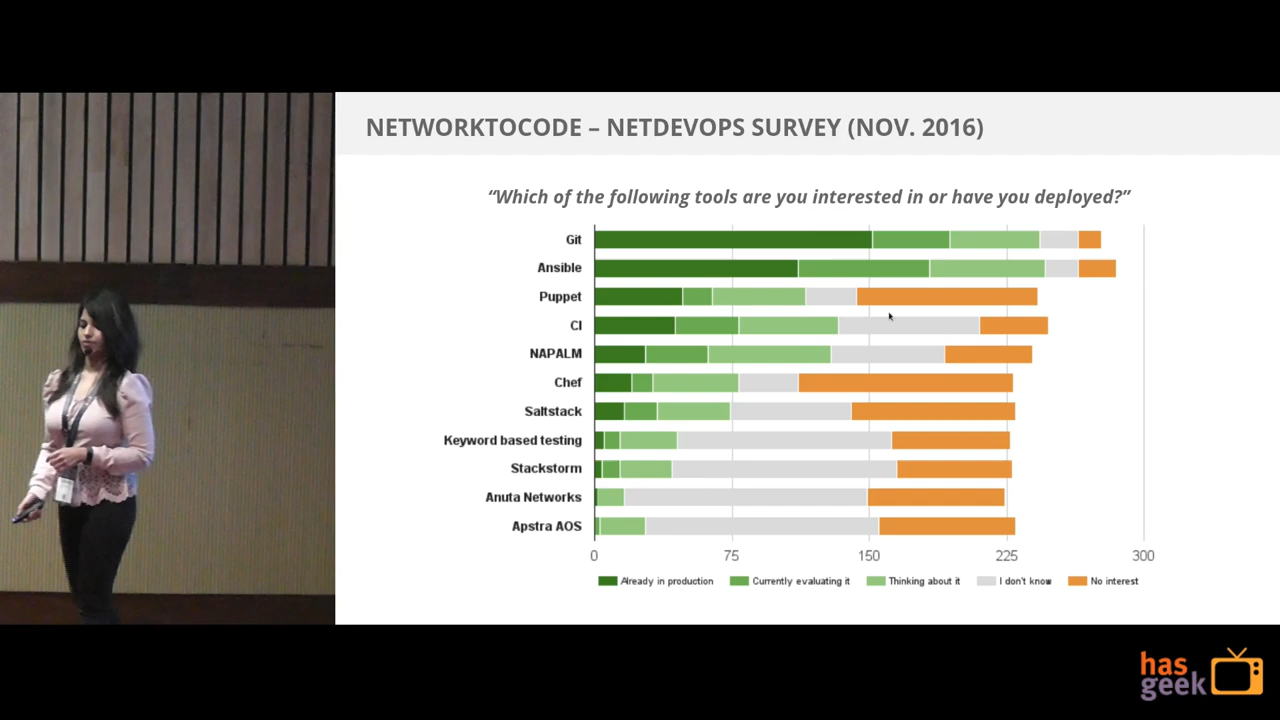 NETWORKTOCODE – NETDEVOPS SURVEY (NOV. 2016)
“Which of the following tools are you interested in or have you deployed?”
Git
Ansible
Puppet
CI
NAPALM
Chef
Saltstack
Keyword based testing
Stackstorm
Anuta Networks
Apstra AOS
0 75 150 225 300
Already in production Currently evaluating it Thinking about it I don't know No interest
has
geek